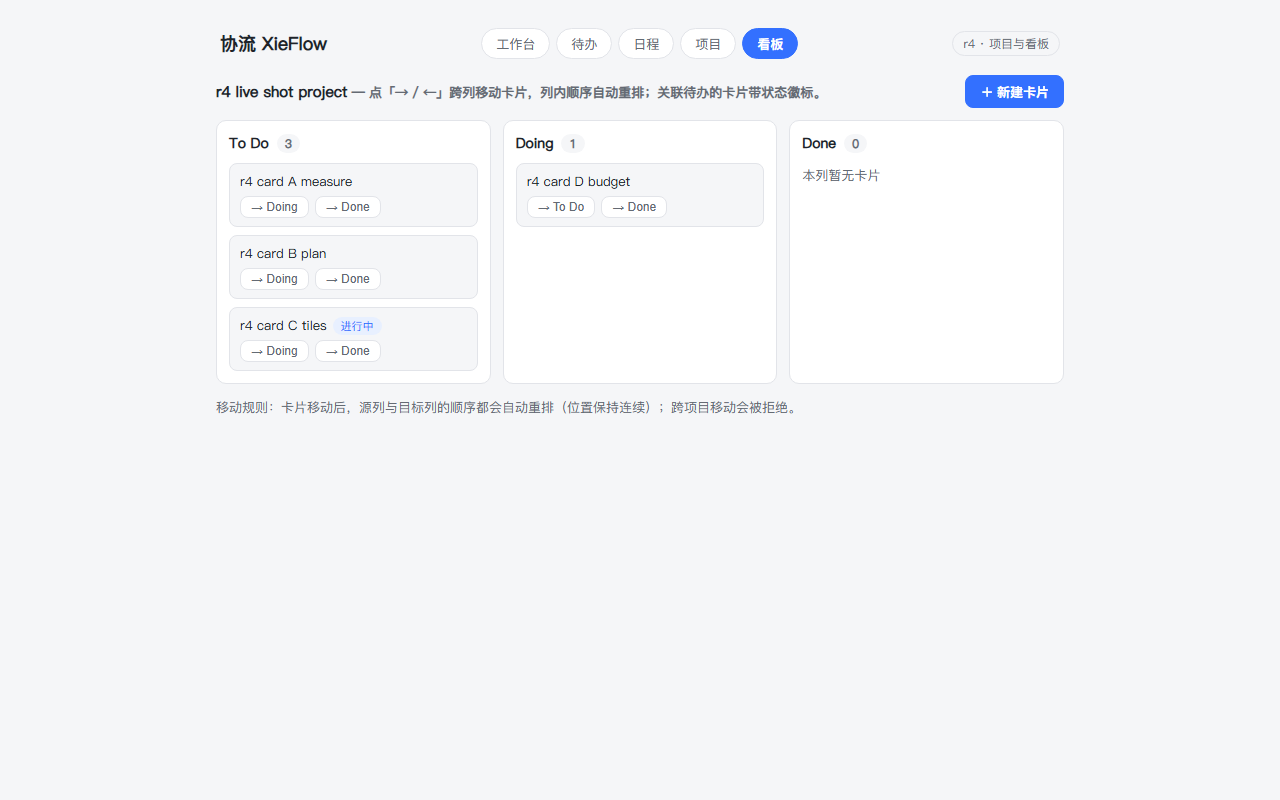 协流 XieFlow
工作台 待办 日程 项目 看板
r4 · 项目与看板
r4 live shot project — 点「→ / ←」跨列移动卡片，列内顺序自动重排；关联待办的卡片带状态徽标。
＋ 新建卡片
To Do 3
r4 card A measure
→ Doing → Done
r4 card B plan
→ Doing → Done
r4 card C tiles 进行中
→ Doing → Done
Doing 1
r4 card D budget
→ To Do → Done
Done 0
本列暂无卡片
移动规则：卡片移动后，源列与目标列的顺序都会自动重排（位置保持连续）；跨项目移动会被拒绝。